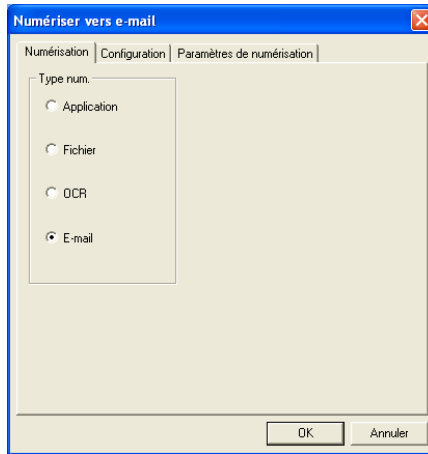 Numériser vers e-mail
Numérisation Configuration Paramètres de numérisation
Type num.
Application
Fichier
OCR
E-mail
OK Annuler